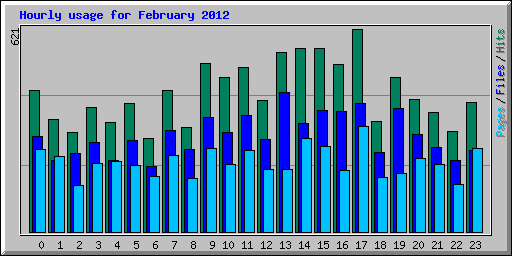 Hourly usage for February 2012
621
Pages / Files / Hits
0 1 2 3 4 5 6 7 8 9 10 11 12 13 14 15 16 17 18 19 20 21 22 23